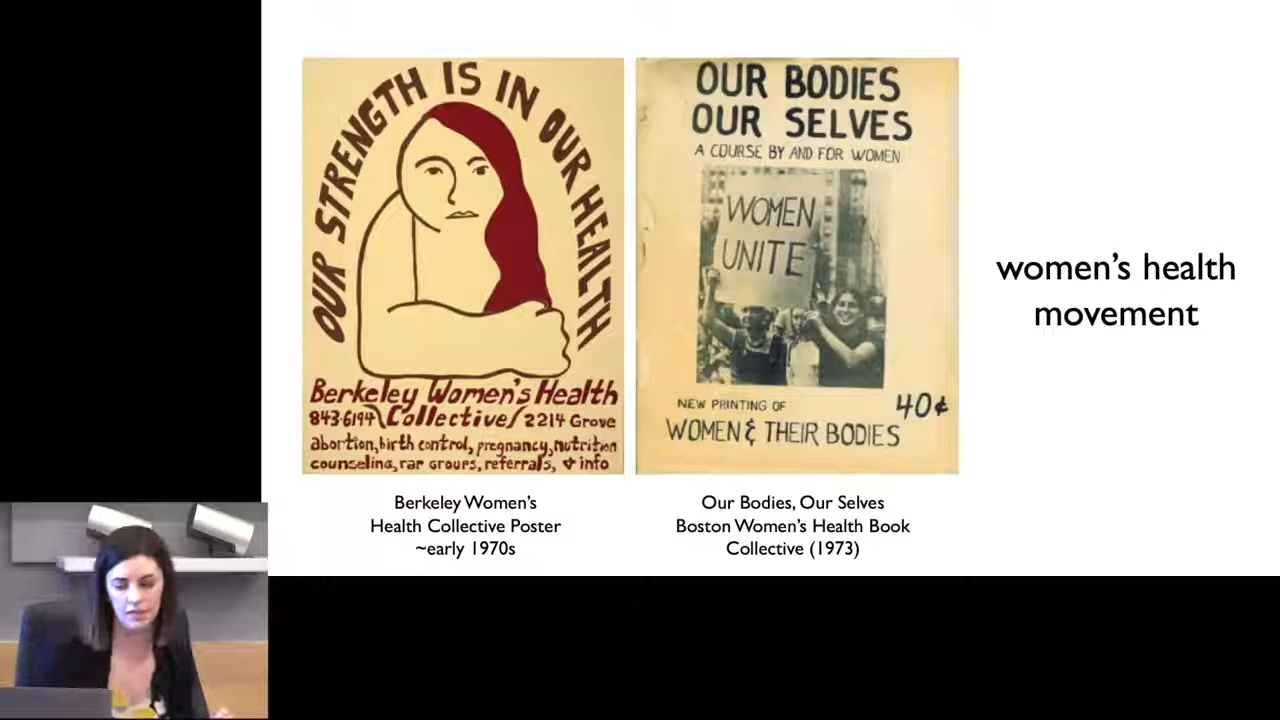 OUR STRENGTH IS IN OUR HEALTH
Berkeley Women's Health
843-6194 Collective 2214 Grove
abortion, birth control, pregnancy, nutrition
counseling, rap groups, referrals, & info
OUR BODIES
OUR SELVES
A COURSE BY AND FOR WOMEN
WOMEN
UNITE
NEW PRINTING OF
40¢
WOMEN & THEIR BODIES
women's health
movement
Berkeley Women's
Health Collective Poster
~early 1970s
Our Bodies, Our Selves
Boston Women's Health Book
Collective (1973)